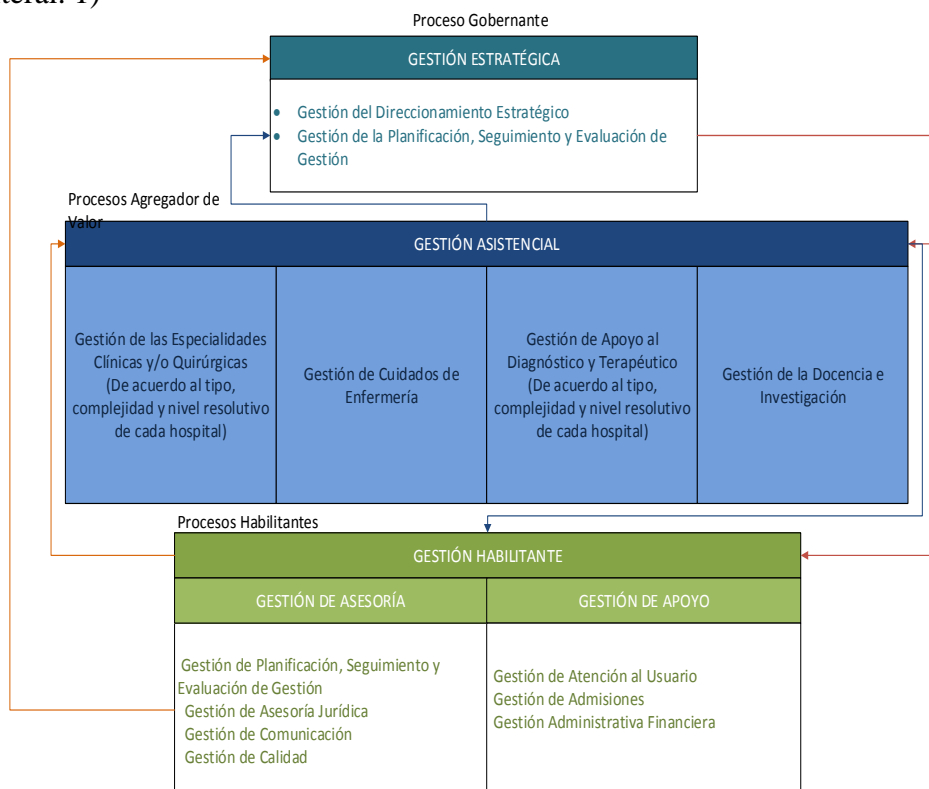 teral: 1)
Proceso Gobernante
GESTIÓN ESTRATÉGICA
• Gestión del Direccionamiento Estratégico
• Gestión de la Planificación, Seguimiento y Evaluación de
Gestión
Procesos Agregador de
Valor
GESTIÓN ASISTENCIAL
Gestión de las Especialidades
Clínicas y/o Quirúrgicas
(De acuerdo al tipo,
complejidad y nivel resolutivo
de cada hospital)
Gestión de Cuidados de
Enfermería
Gestión de Apoyo al
Diagnóstico y Terapéutico
(De acuerdo al tipo,
complejidad y nivel resolutivo
de cada hospital)
Gestión de la Docencia e
Investigación
Procesos Habilitantes
GESTIÓN HABILITANTE
GESTIÓN DE ASESORÍA
GESTIÓN DE APOYO
Gestión de Planificación, Seguimiento y
Evaluación de Gestión
Gestión de Asesoría Jurídica
Gestión de Comunicación
Gestión de Calidad
Gestión de Atención al Usuario
Gestión de Admisiones
Gestión Administrativa Financiera